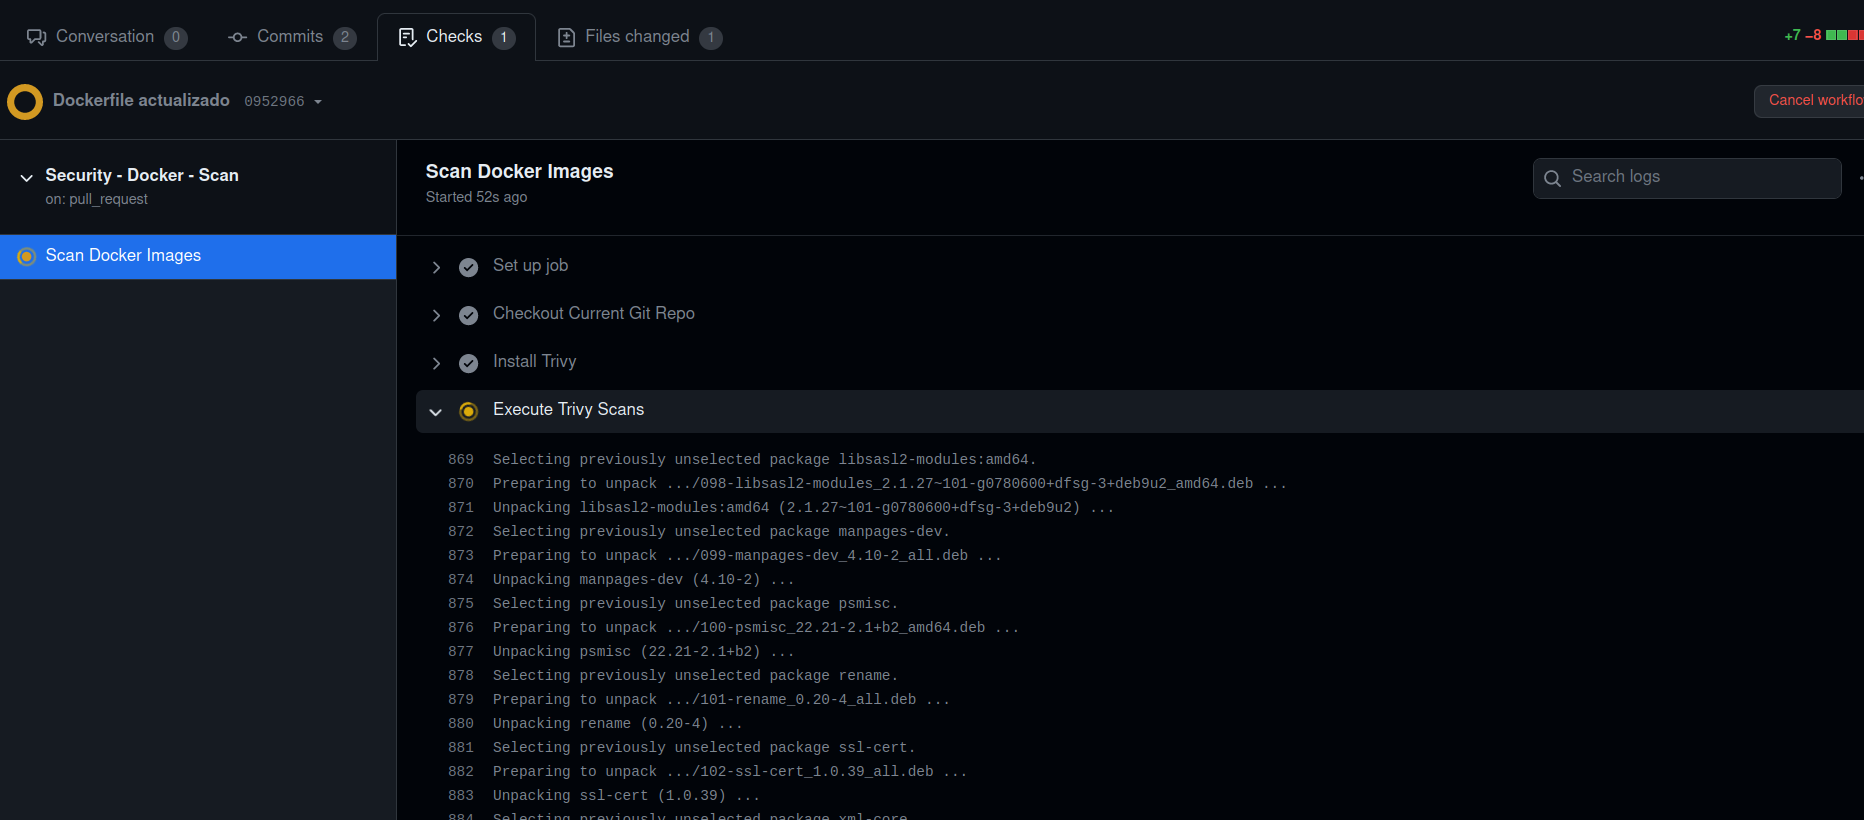 Conversation 0 Commits 2 Checks 1 Files changed 1 +7 −8
Dockerfile actualizado 0952966 Cancel
Security - Docker - Scan
on: pull_request
Scan Docker Images
Scan Docker Images
Started 52s ago
Search logs
Set up job
Checkout Current Git Repo
Install Trivy
Execute Trivy Scans
869 Selecting previously unselected package libsasl2-modules:amd64.
870 Preparing to unpack .../098-libsasl2-modules_2.1.27~101-g0780600+dfsg-3+deb9u2_amd64.deb ...
871 Unpacking libsasl2-modules:amd64 (2.1.27~101-g0780600+dfsg-3+deb9u2) ...
872 Selecting previously unselected package manpages-dev.
873 Preparing to unpack .../099-manpages-dev_4.10-2_all.deb ...
874 Unpacking manpages-dev (4.10-2) ...
875 Selecting previously unselected package psmisc.
876 Preparing to unpack .../100-psmisc_22.21-2.1+b2_amd64.deb ...
877 Unpacking psmisc (22.21-2.1+b2) ...
878 Selecting previously unselected package rename.
879 Preparing to unpack .../101-rename_0.20-4_all.deb ...
880 Unpacking rename (0.20-4) ...
881 Selecting previously unselected package ssl-cert.
882 Preparing to unpack .../102-ssl-cert_1.0.39_all.deb ...
883 Unpacking ssl-cert (1.0.39) ...
884 Selecting previously unselected package xml-core